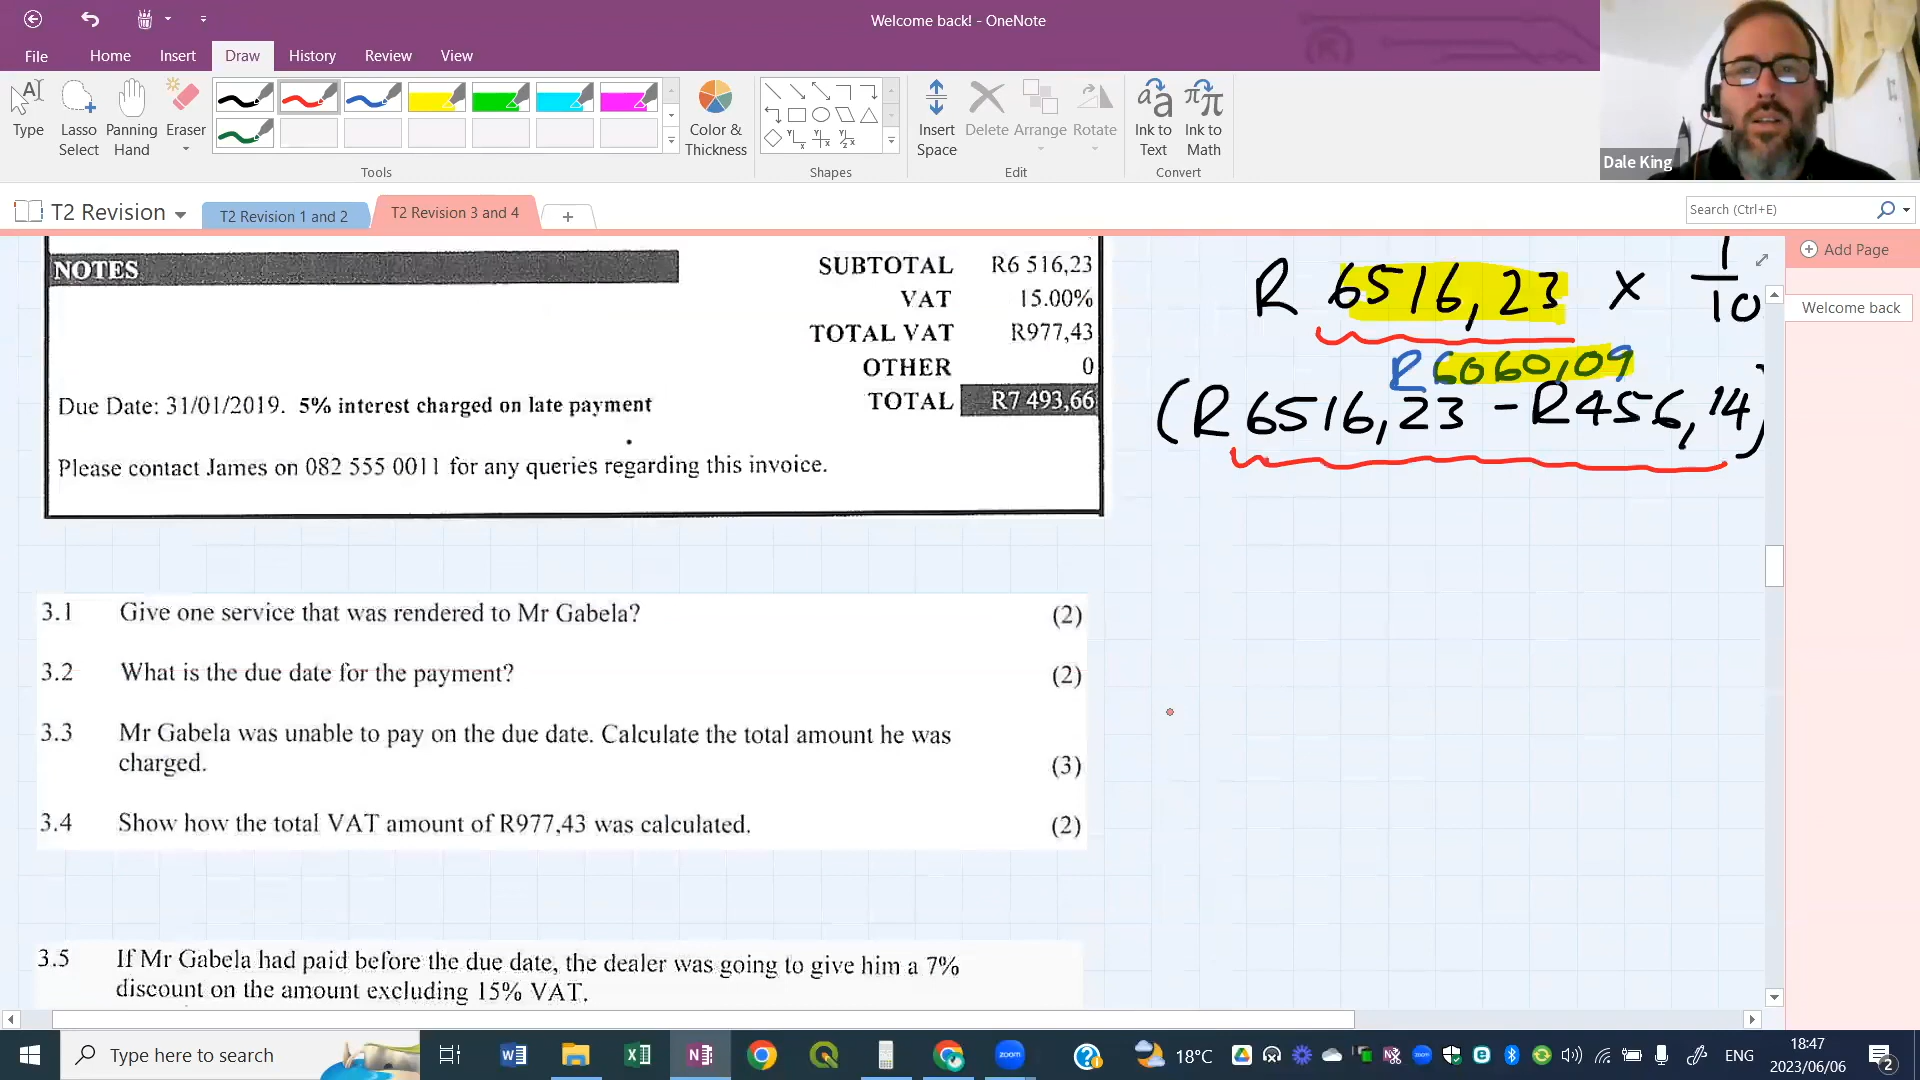 Welcome back! - OneNote
File Home Insert Draw History Review View
Type
Lasso Select
Panning Hand
Eraser
Color & Thickness
Insert Space
Delete
Arrange
Rotate
Ink to Text
Ink to Math
Tools
Shapes
Edit
Convert
Dale King
T2 Revision
T2 Revision 1 and 2
T2 Revision 3 and 4
Search (Ctrl+E)
Add Page
Welcome back
NOTES
SUBTOTAL R6 516,23
VAT 15.00%
TOTAL VAT R977,43
OTHER 0
TOTAL R7 493,66
Due Date: 31/01/2019. 5% interest charged on late payment
Please contact James on 082 555 0011 for any queries regarding this invoice.
R 6516,23 × 1/10
R6060,09
(R6516,23 - R456,14)
3.1 Give one service that was rendered to Mr Gabela? (2)
3.2 What is the due date for the payment? (2)
3.3 Mr Gabela was unable to pay on the due date. Calculate the total amount he was
charged. (3)
3.4 Show how the total VAT amount of R977,43 was calculated. (2)
3.5 If Mr Gabela had paid before the due date, the dealer was going to give him a 7%
discount on the amount excluding 15% VAT.
Type here to search
zoom
18°C
ENG
18:47
2023/06/06
2